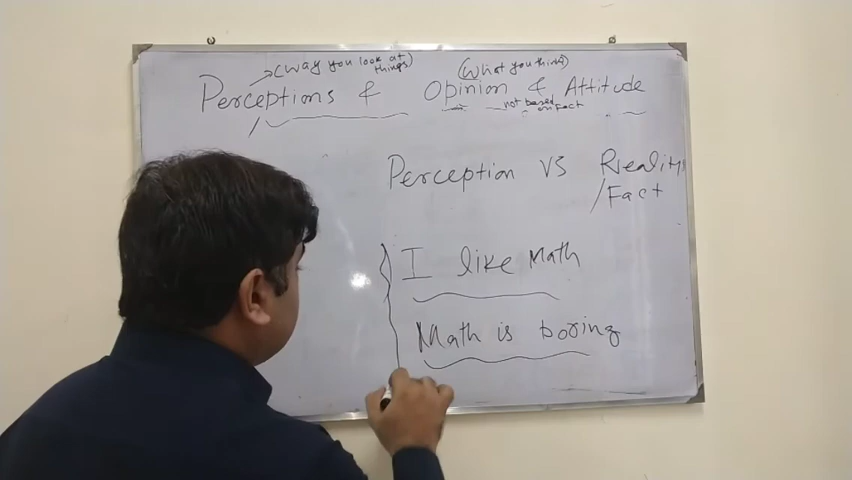 (way you look at things)
(What you think)
Perceptions & Opinion & Attitude
not based on fact
Perception VS Reality
/Fact
I like Math
Math is boring